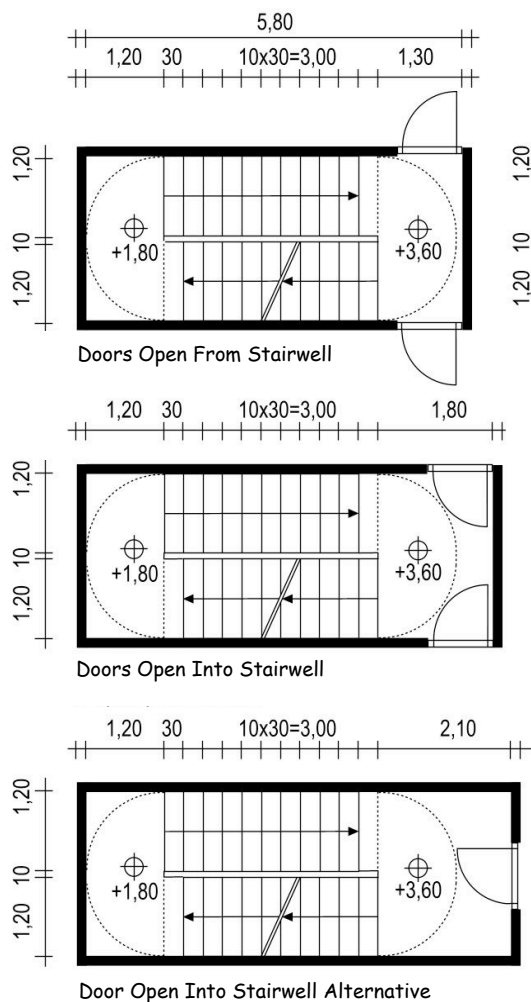 5,80
1,20 30 10x30=3,00 1,30
1,20 10 1,20
+1,80 +3,60
1,20 10 1,20
Doors Open From Stairwell
1,20 30 10x30=3,00 1,80
1,20 10 1,20
+1,80 +3,60
Doors Open Into Stairwell
1,20 30 10x30=3,00 2,10
1,20 10 1,20
+1,80 +3,60
Door Open Into Stairwell Alternative